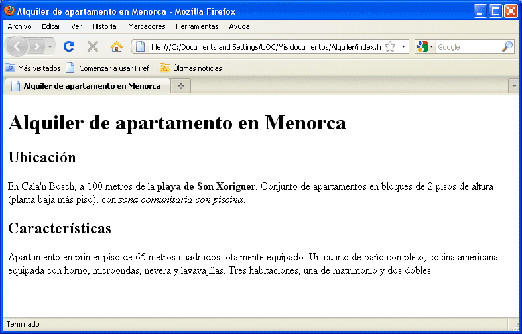 Alquiler de apartamento en Menorca - Mozilla Firefox
Archivo Editar Ver Historial Marcadores Herramientas Ayuda
Documents and Settings/ documentos/Alquiler/index.h Google
Más visitados Comenzar a usar Firef Últimas noticias
Alquiler de apartamento en Menorca
Alquiler de apartamento en Menorca
Ubicación
En Cala'n Bosch, a 100 metros de la playa de Son Xoriguer. Conjunto de apartamentos en bloques de 2 pisos de altura
(planta baja más piso), con zona comunitaria con piscina.
Características
Apartamento en primer piso de metros cuadrados totalmente equipado. Un cuarto de baño completo, cocina americana
equipada con horno, microondas, nevera y lavavajillas. Tres habitaciones, una de matrimonio y dos dobles.
Terminado